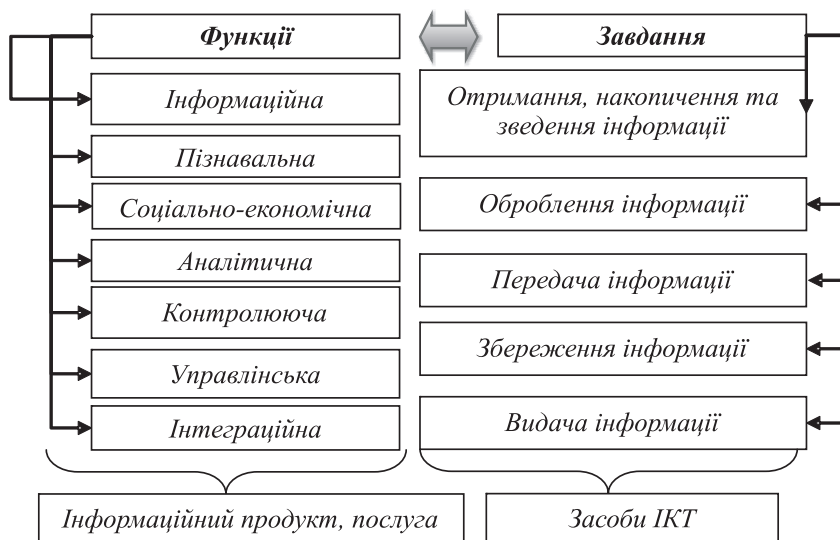 Функції
Завдання
Інформаційна
Пізнавальна
Соціально-економічна
Аналітична
Контролююча
Управлінська
Інтеграційна
Отримання, накопичення та
зведення інформації
Оброблення інформації
Передача інформації
Збереження інформації
Видача інформації
Інформаційний продукт, послуга
Засоби ІКТ